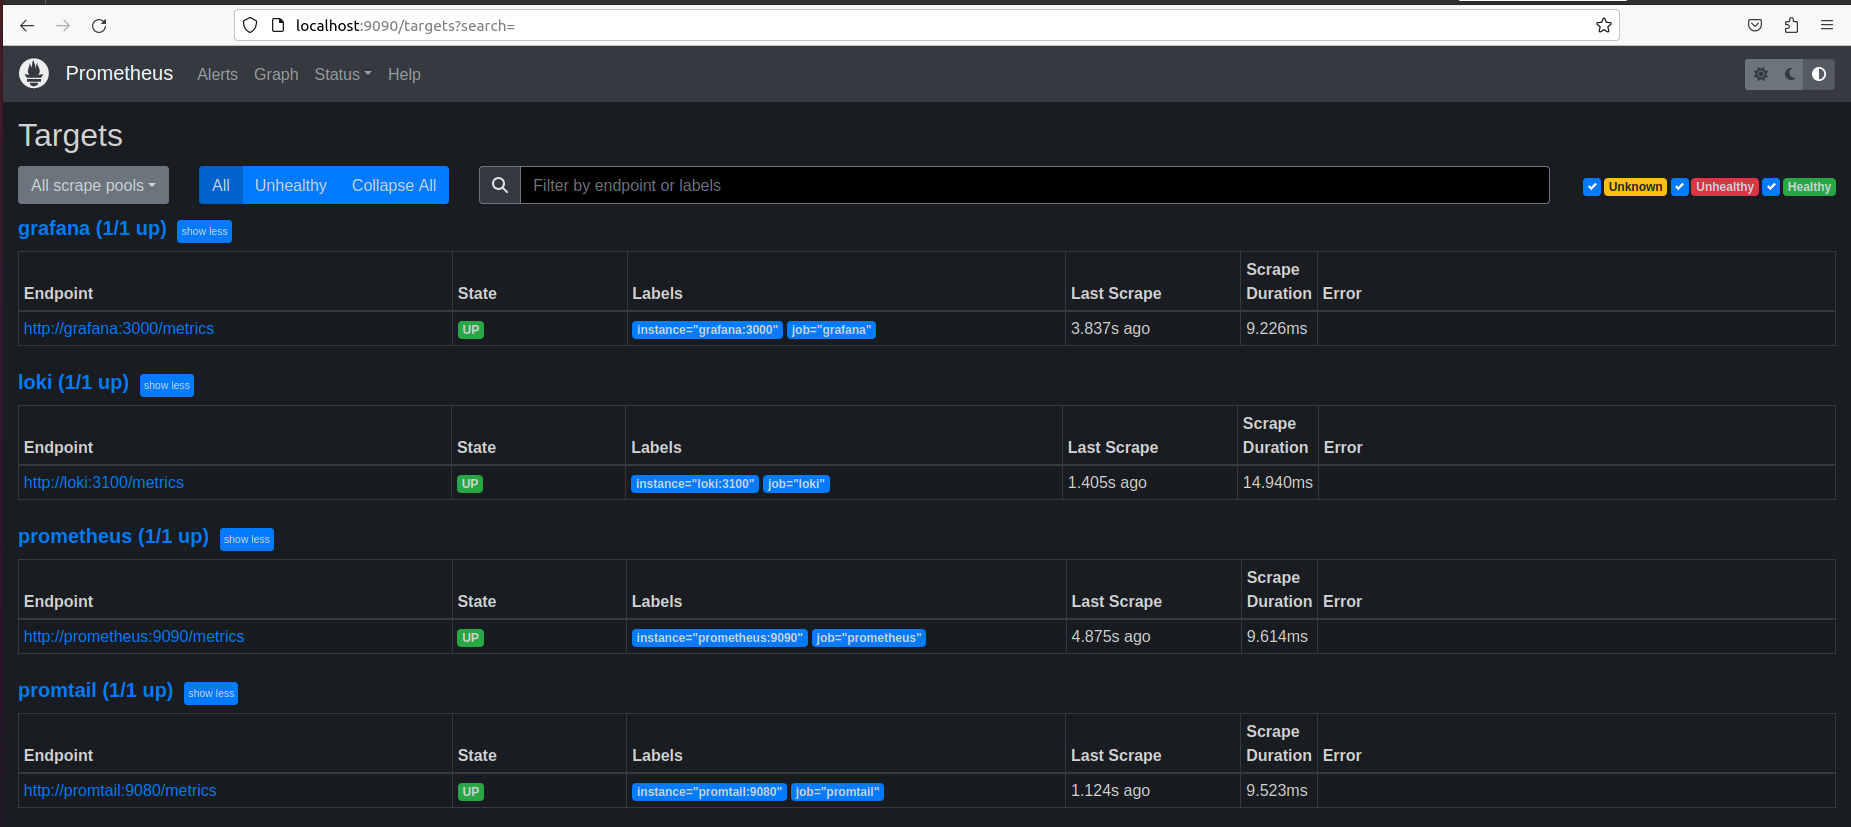 localhost:9090/targets?search=
Prometheus Alerts Graph Status Help
Targets
All scrape pools All Unhealthy Collapse All Filter by endpoint or labels Unknown Unhealthy Healthy
grafana (1/1 up) show less
Endpoint State Labels Last Scrape Scrape Duration Error
http://grafana:3000/metrics UP instance="grafana:3000" job="grafana" 3.837s ago 9.226ms
loki (1/1 up) show less
Endpoint State Labels Last Scrape Scrape Duration Error
http://loki:3100/metrics UP instance="loki:3100" job="loki" 1.405s ago 14.940ms
prometheus (1/1 up) show less
Endpoint State Labels Last Scrape Scrape Duration Error
http://prometheus:9090/metrics UP instance="prometheus:9090" job="prometheus" 4.875s ago 9.614ms
promtail (1/1 up) show less
Endpoint State Labels Last Scrape Scrape Duration Error
http://promtail:9080/metrics UP instance="promtail:9080" job="promtail" 1.124s ago 9.523ms